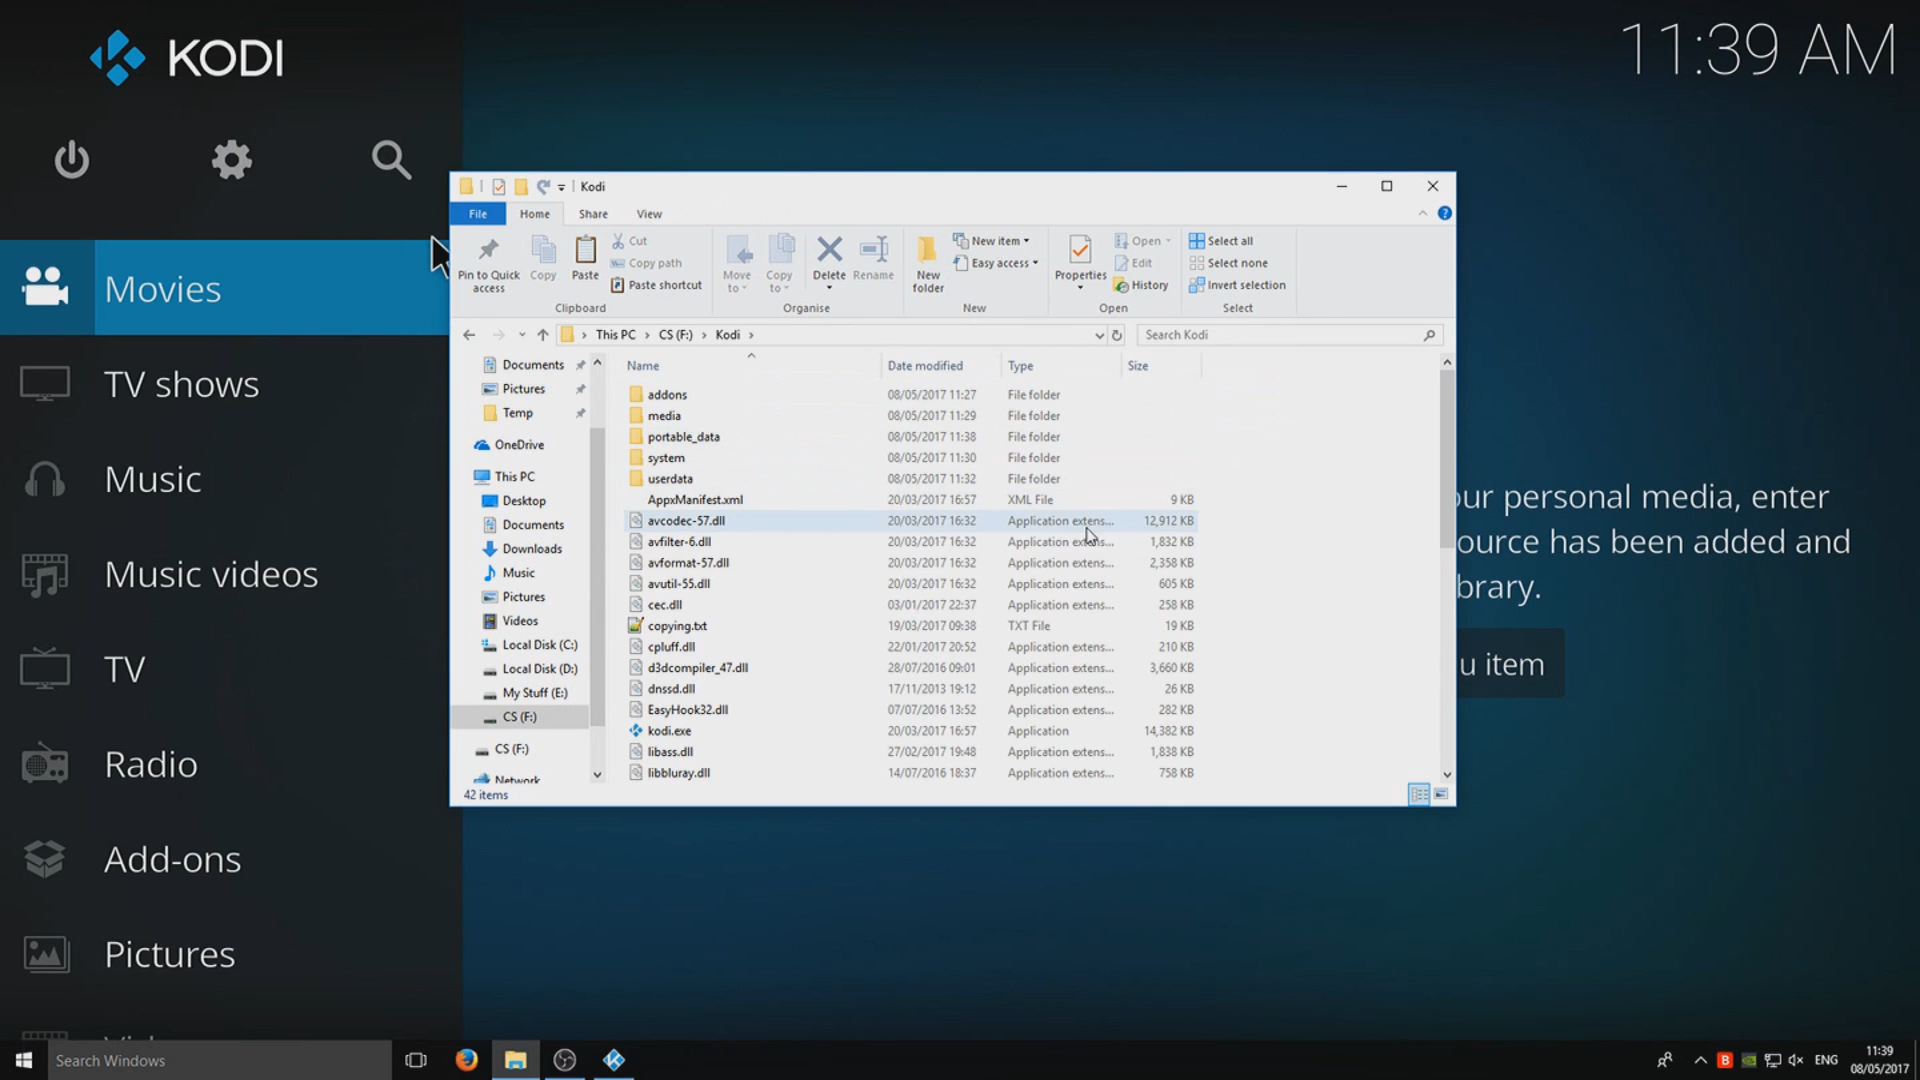 KODI
11:39 AM
Movies
TV shows
Music
Music videos
TV
Radio
Add-ons
Pictures
Kodi
File Home Share View
Pin to Quick access
Copy
Paste
Cut
Copy path
Paste shortcut
Clipboard
Move to
Copy to
Delete
Rename
Organise
New folder
New item
Easy access
New
Properties
Open
Edit
History
Open
Select all
Select none
Invert selection
Select
This PC > CS (F:) > Kodi >
Search Kodi
Documents
Pictures
Temp
OneDrive
This PC
Desktop
Documents
Downloads
Music
Pictures
Videos
Local Disk (C:)
Local Disk (D:)
My Stuff (E:)
CS (F:)
CS (F:)
Network
Name Date modified Type Size
addons 08/05/2017 11:27 File folder
media 08/05/2017 11:29 File folder
portable_data 08/05/2017 11:38 File folder
system 08/05/2017 11:30 File folder
userdata 08/05/2017 11:32 File folder
AppxManifest.xml 20/03/2017 16:57 XML File 9 KB
avcodec-57.dll 20/03/2017 16:32 Application extens... 12,912 KB
avfilter-6.dll 20/03/2017 16:32 Application extens... 1,832 KB
avformat-57.dll 20/03/2017 16:32 Application extens... 2,358 KB
avutil-55.dll 20/03/2017 16:32 Application extens... 605 KB
cec.dll 03/01/2017 22:37 Application extens... 258 KB
copying.txt 19/03/2017 09:38 TXT File 19 KB
cpluff.dll 22/01/2017 20:52 Application extens... 210 KB
d3dcompiler_47.dll 28/07/2016 09:01 Application extens... 3,660 KB
dnssd.dll 17/11/2013 19:12 Application extens... 26 KB
EasyHook32.dll 07/07/2016 13:52 Application extens... 282 KB
kodi.exe 20/03/2017 16:57 Application 14,382 KB
libass.dll 27/02/2017 19:48 Application extens... 1,838 KB
libbluray.dll 14/07/2016 18:37 Application extens... 758 KB
42 items
our personal media, enter
ource has been added and
brary.
u item
Search Windows
ENG
11:39
08/05/2017